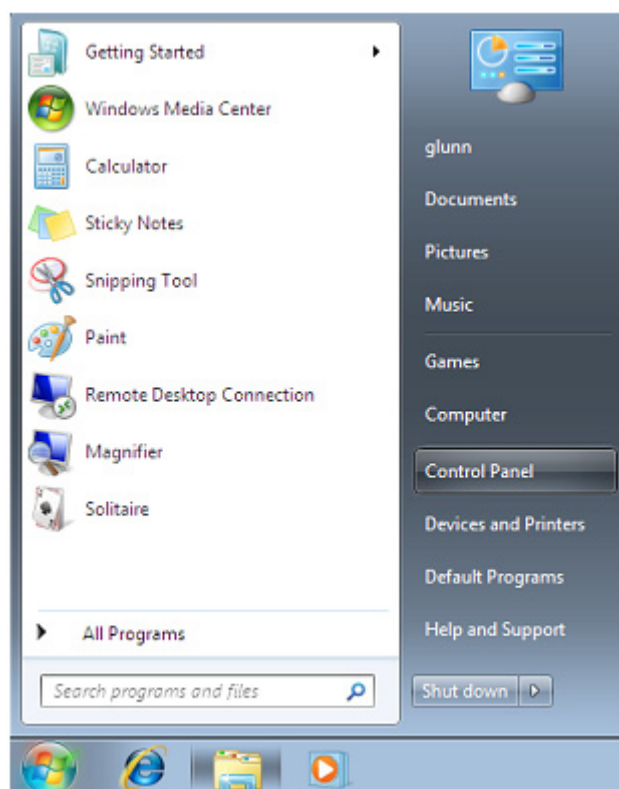 Getting Started
Windows Media Center
Calculator
Sticky Notes
Snipping Tool
Paint
Remote Desktop Connection
Magnifier
Solitaire
All Programs
Search programs and files
glunn
Documents
Pictures
Music
Games
Computer
Control Panel
Devices and Printers
Default Programs
Help and Support
Shut down